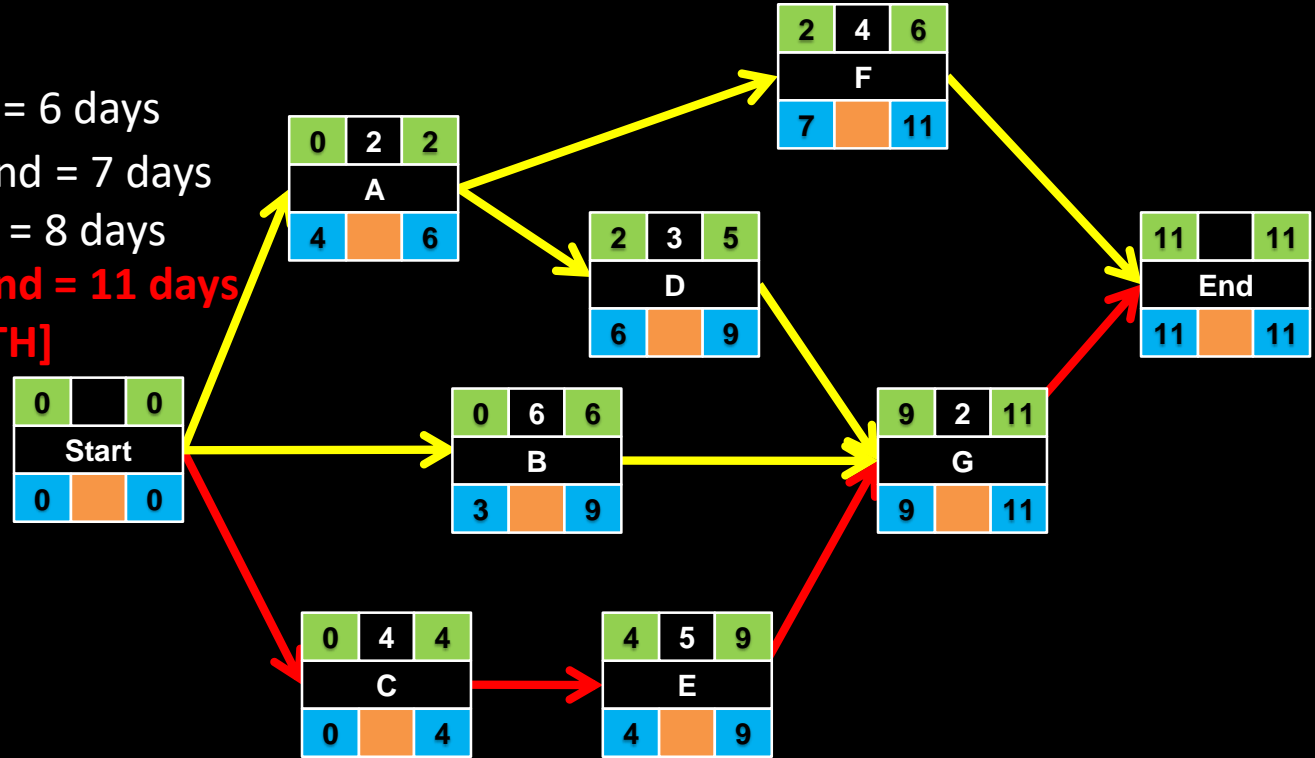 = 6 days
nd = 7 days
= 8 days
nd = 11 days
TH]
2 4 6
F
7 11
0 2 2
A
4 6
2 3 5
D
6 9
11 11
End
11 11
0 0
Start
0 0
0 6 6
B
3 9
9 2 11
G
9 11
0 4 4
C
0 4
4 5 9
E
4 9